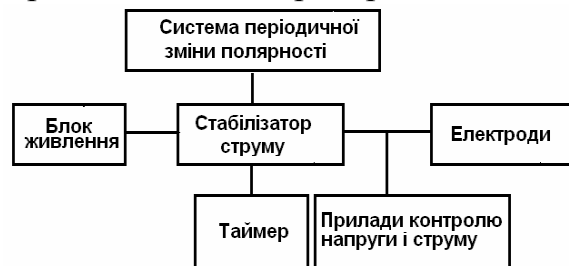 Система періодичної
зміни полярності
Блок
живлення
Стабілізатор
струму
Електроди
Таймер
Прилади контролю
напруги і струму